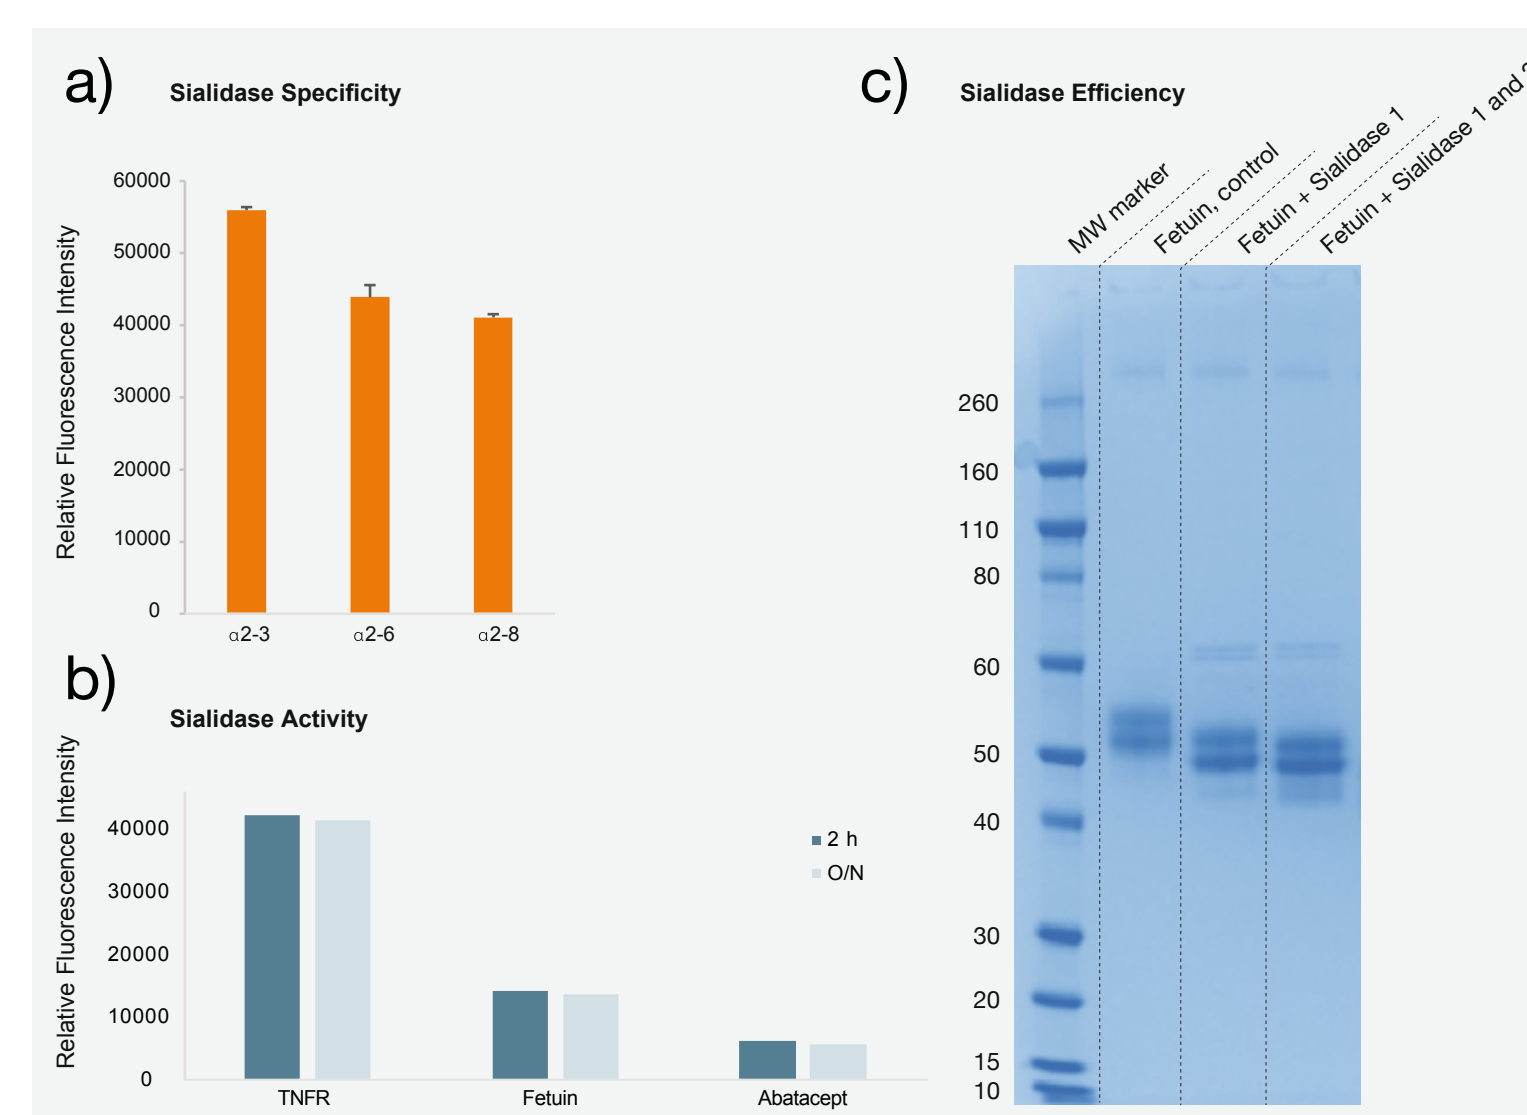 a)
Sialidase Specificity
Relative Fluorescence Intensity
60000
50000
40000
30000
20000
10000
0
α2-3
α2-6
α2-8
b)
Sialidase Activity
Relative Fluorescence Intensity
40000
30000
20000
10000
0
2 h
O/N
TNFR
Fetuin
Abatacept
c)
Sialidase Efficiency
MW marker
Fetuin, control
Fetuin + Sialidase 1
Fetuin + Sialidase 1 and
260
160
110
80
60
50
40
30
20
15
10